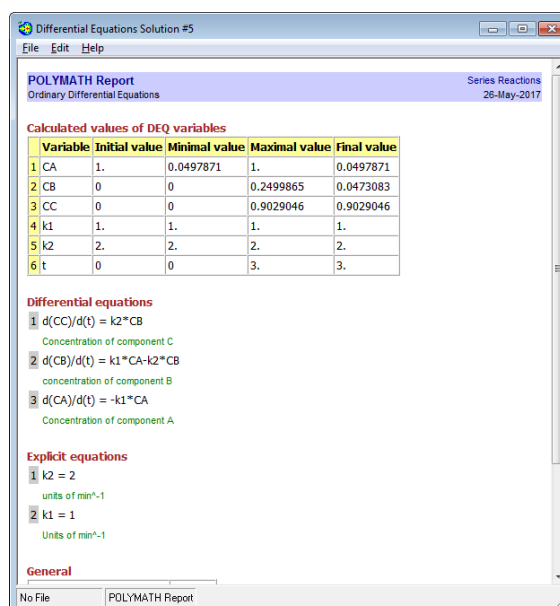 Differential Equations Solution #5
File Edit Help
POLYMATH Report Series Reactions
Ordinary Differential Equations 26-May-2017
Calculated values of DEQ variables
Variable Initial value Minimal value Maximal value Final value
1 CA 1. 0.0497871 1. 0.0497871
2 CB 0 0 0.2499865 0.0473083
3 CC 0 0 0.9029046 0.9029046
4 k1 1. 1. 1. 1.
5 k2 2. 2. 2. 2.
6 t 0 0 3. 3.
Differential equations
1 d(CC)/d(t) = k2*CB
Concentration of component C
2 d(CB)/d(t) = k1*CA-k2*CB
concentration of component B
3 d(CA)/d(t) = -k1*CA
Concentration of component A
Explicit equations
1 k2 = 2
units of min^-1
2 k1 = 1
Units of min^-1
General
No File POLYMATH Report